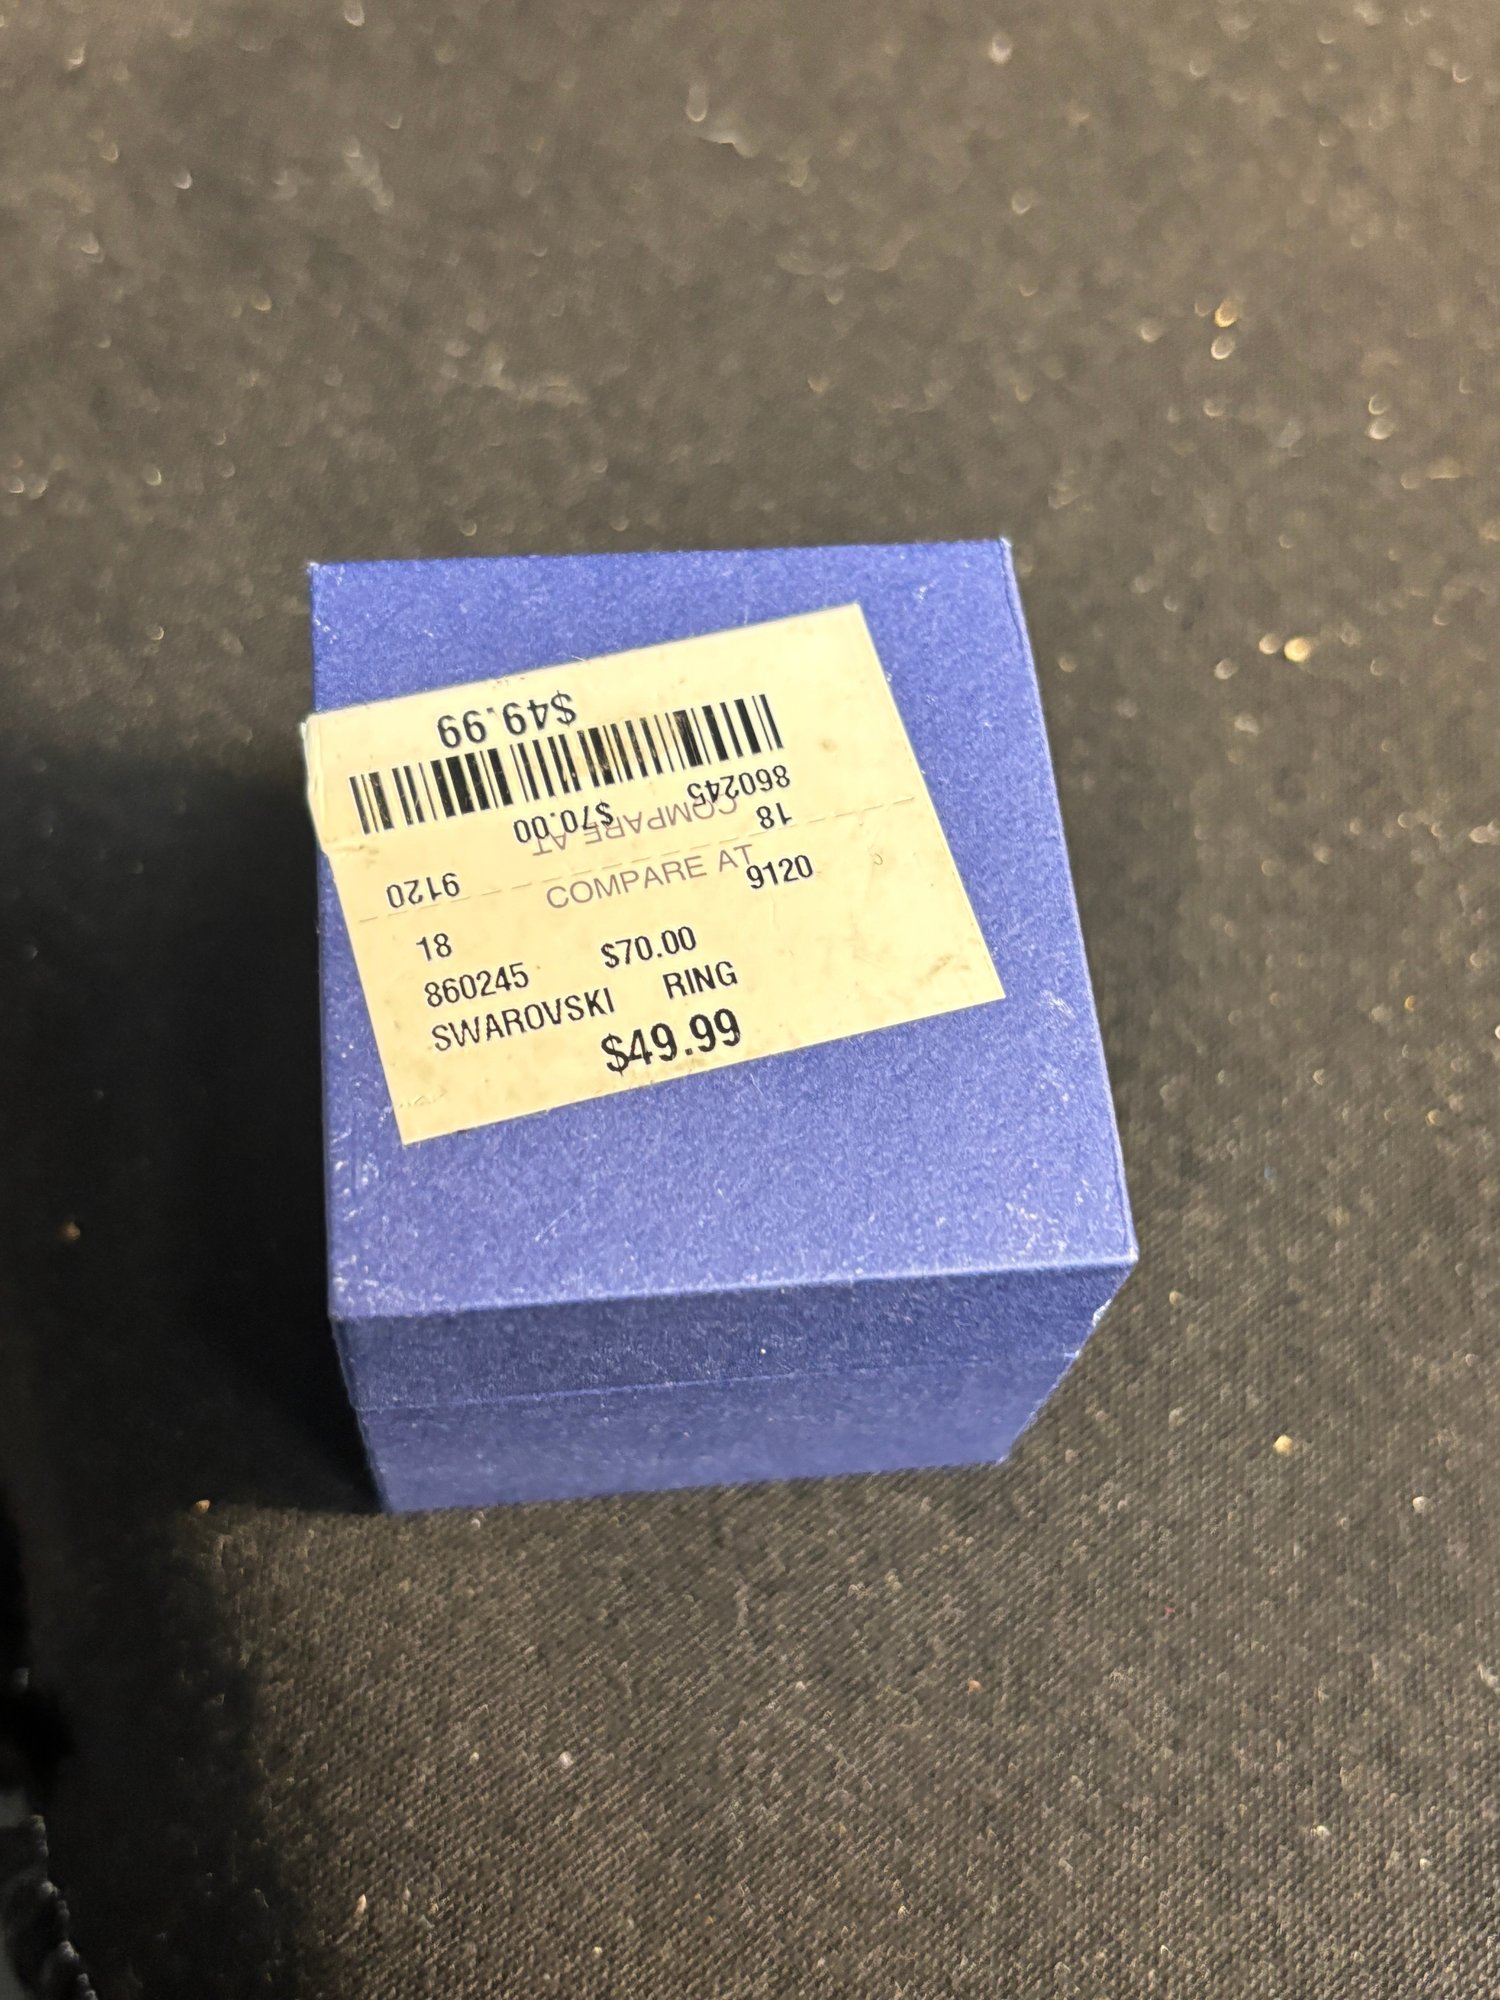 $49.99
860245
$70.00 18
COMPARE AT
9120
COMPARE AT 9120
18 $70.00
860245 RING
SWAROVSKI
$49.99